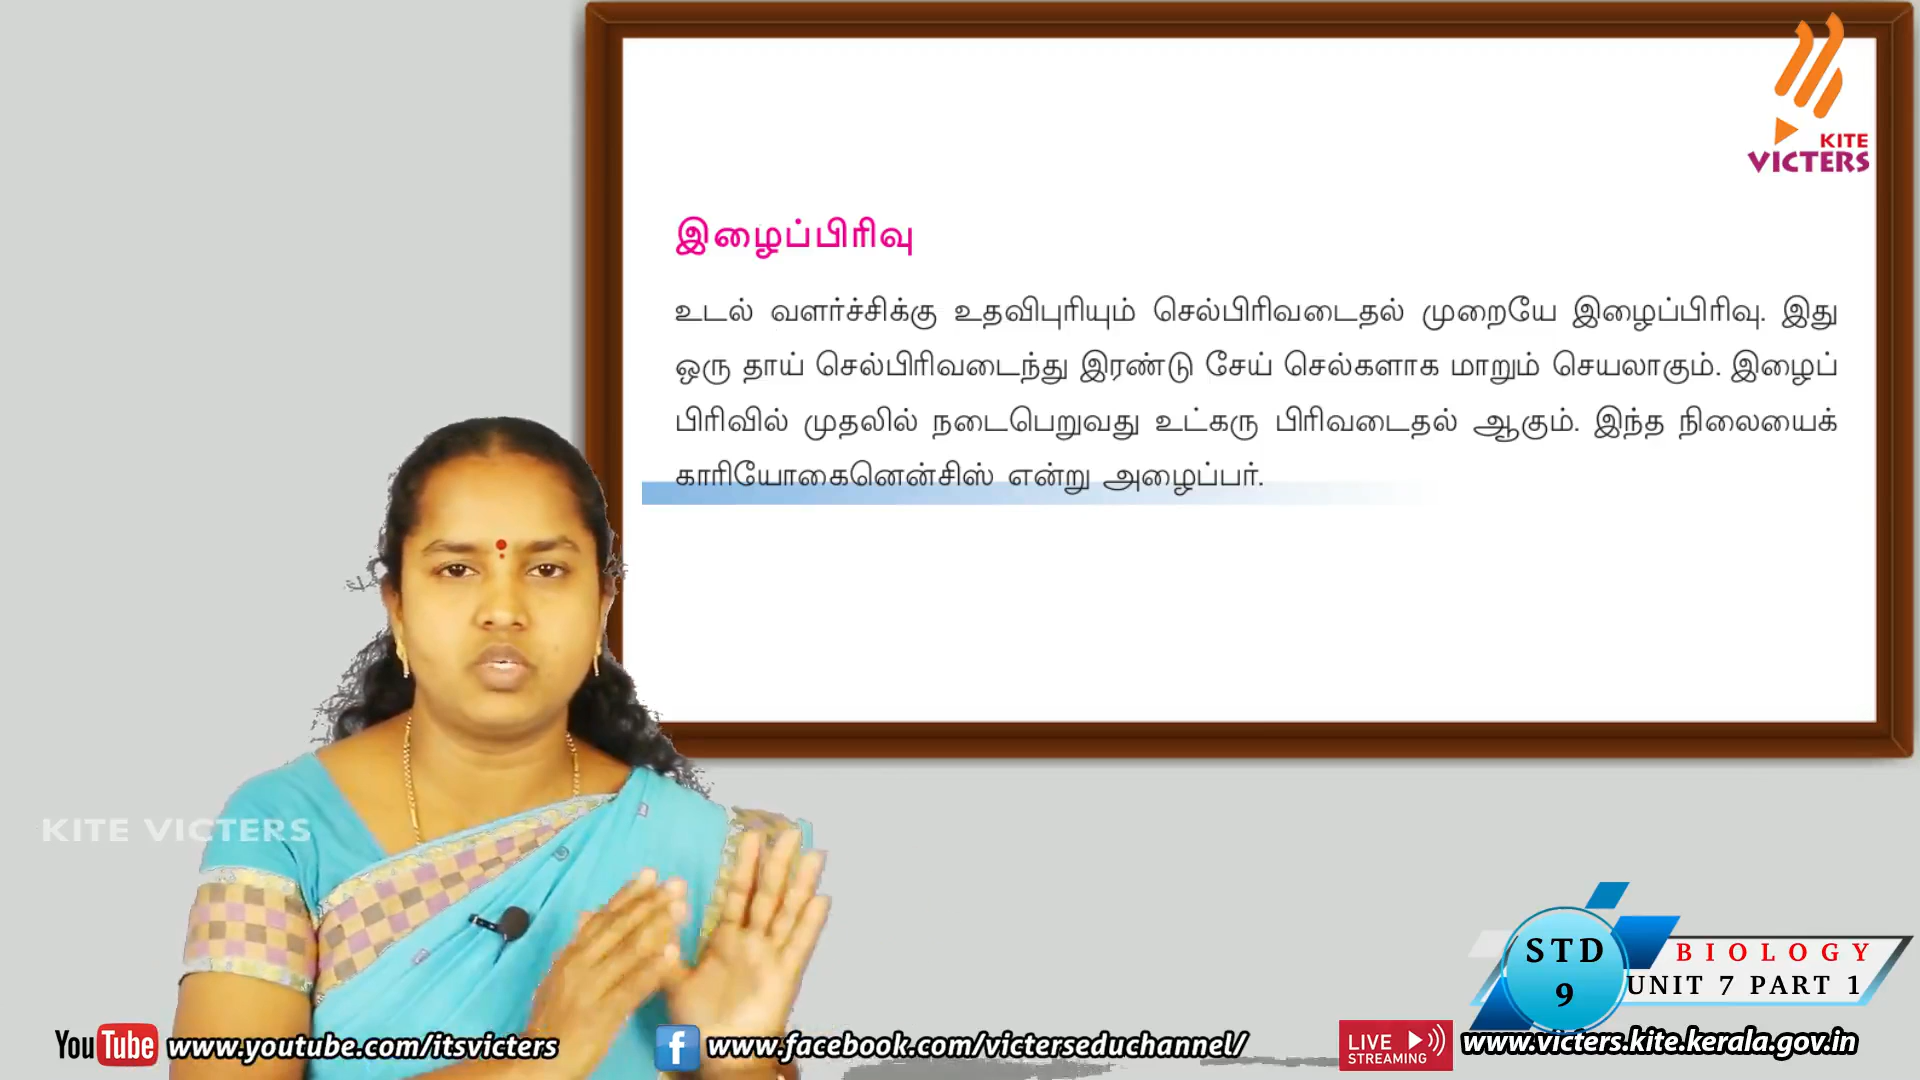 KITE
VICTERS
இழைப்பிரிவு
உடல் வளர்ச்சிக்கு உதவிபுரியும் செல்பிரிவடைதல் முறையே இழைப்பிரிவு. இது
ஒரு தாய் செல்பிரிவடைந்து இரண்டு சேய் செல்களாக மாறும் செயலாகும். இழைப்
பிரிவில் முதலில் நடைபெறுவது உட்கரு பிரிவடைதல் ஆகும். இந்த நிலையைக்
காரியோகைனென்சிஸ் என்று அழைப்பர்.
KITE VICTERS
STD
9
BIOLOGY
UNIT 7 PART 1
YouTube www.youtube.com/itsvicters
f www.facebook.com/victerseduchannel/
LIVE
STREAMING
www.victers.kite.kerala.gov.in